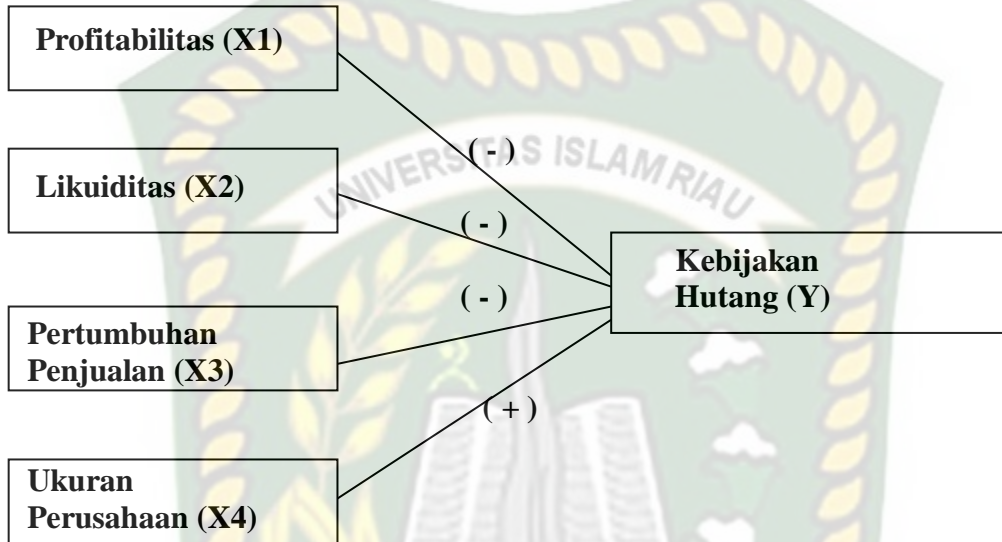 Profitabilitas (X1)
( - )
UNIVERSITAS ISLAM RIAU
Likuiditas (X2)
( - )
Kebijakan
Hutang (Y)
( - )
Pertumbuhan
Penjualan (X3)
( + )
Ukuran
Perusahaan (X4)